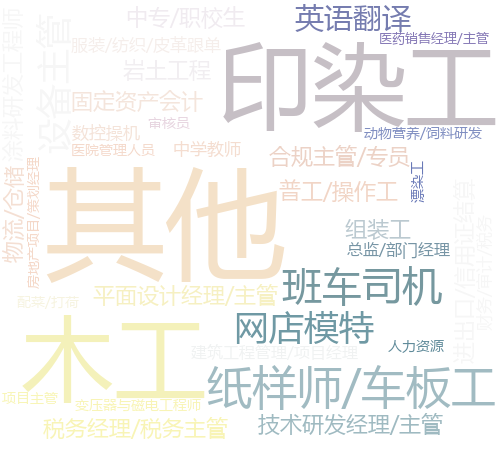 中专/职校生
英语翻译
服装/纺织/皮革跟单
医药销售经理/主管
涂料研发工程师
设备主管
岩土工程
印染工
固定资产会计
审核员
数控操机
动物营养/饲料研发
医院管理人员
中学教师
合规主管/专员
物流/仓储
房地产项目/策划经理
其他
普工/操作工
漂染工
组装工
总监/部门经理
配菜/打荷
平面设计经理/主管
班车司机
网店模特
木工
建筑工程管理/项目经理
人力资源
进出口/信用证结算
项目主管
变压器与磁电工程师
纸样师/车板工
税务经理/税务主管
技术研发经理/主管